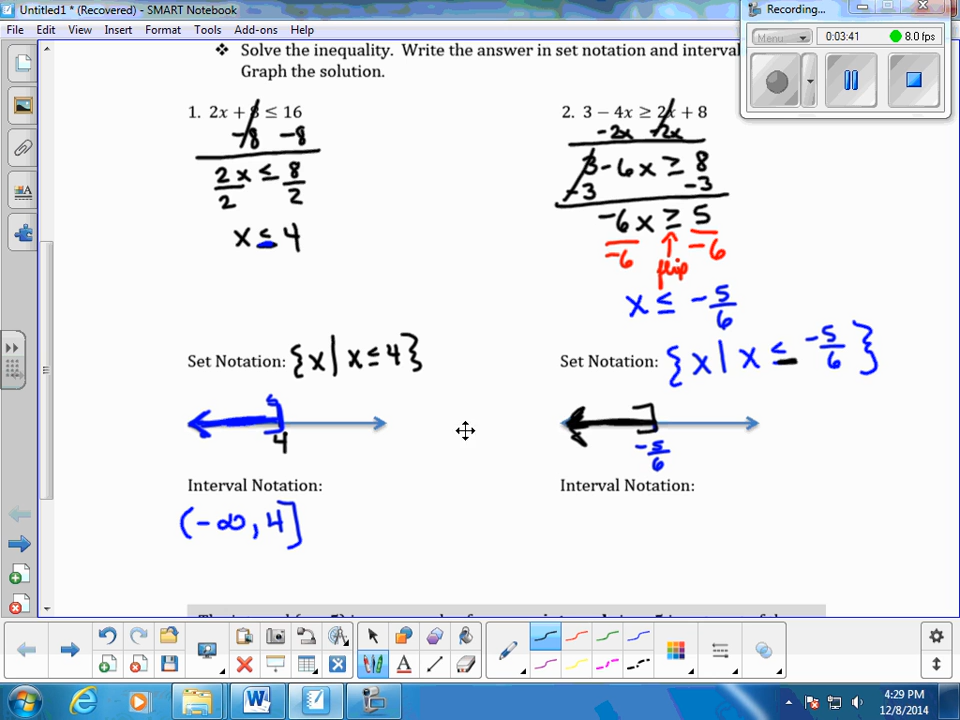 Untitled1 * (Recovered) - SMART Notebook
Recording...
File Edit View Insert Format Tools Add-ons Help
Menu
00:03:41
8.0 fps
❖ Solve the inequality. Write the answer in set notation and interval
Graph the solution.
1. 2x + 8 ≤ 16
-8 -8
2x ≤ 8
2 2
x ≤ 4
2. 3 − 4x ≥ 2x + 8
-2x -2x
3 - 6x ≥ 8
-3 -3
-6x ≥ 5
-6 -6
flip
x ≤ -5/6
Set Notation: {x | x ≤ 4}
Set Notation: {x | x ≤ -5/6}
4
-5/6
Interval Notation:
(-∞, 4]
Interval Notation:
4:29 PM
12/8/2014